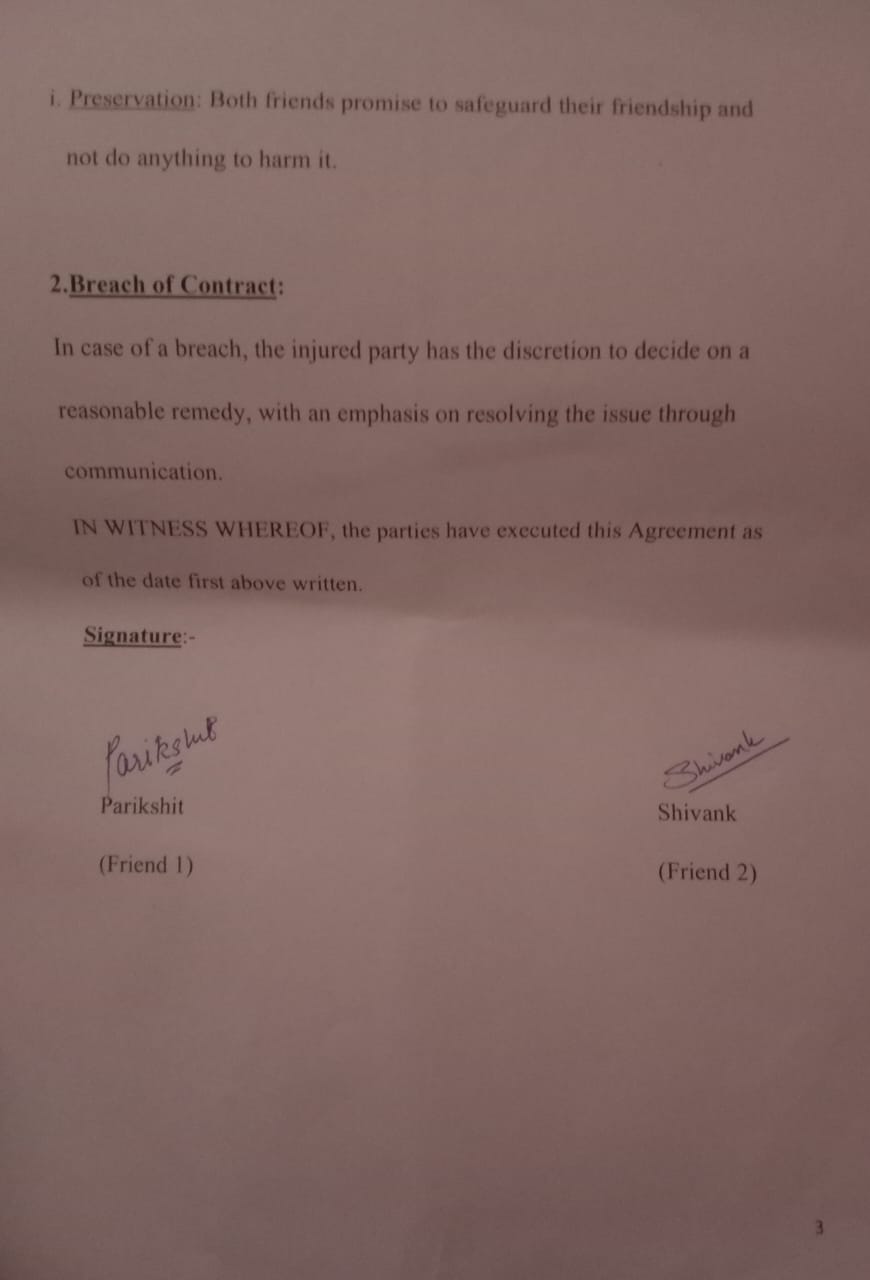 i. Preservation: Both friends promise to safeguard their friendship and
not do anything to harm it.
2.Breach of Contract:
In case of a breach, the injured party has the discretion to decide on a
reasonable remedy, with an emphasis on resolving the issue through
communication.
IN WITNESS WHEREOF, the parties have executed this Agreement as
of the date first above written.
Signature:-
Parikshit
Shivank
Parikshit
Shivank
(Friend 1)
(Friend 2)
3